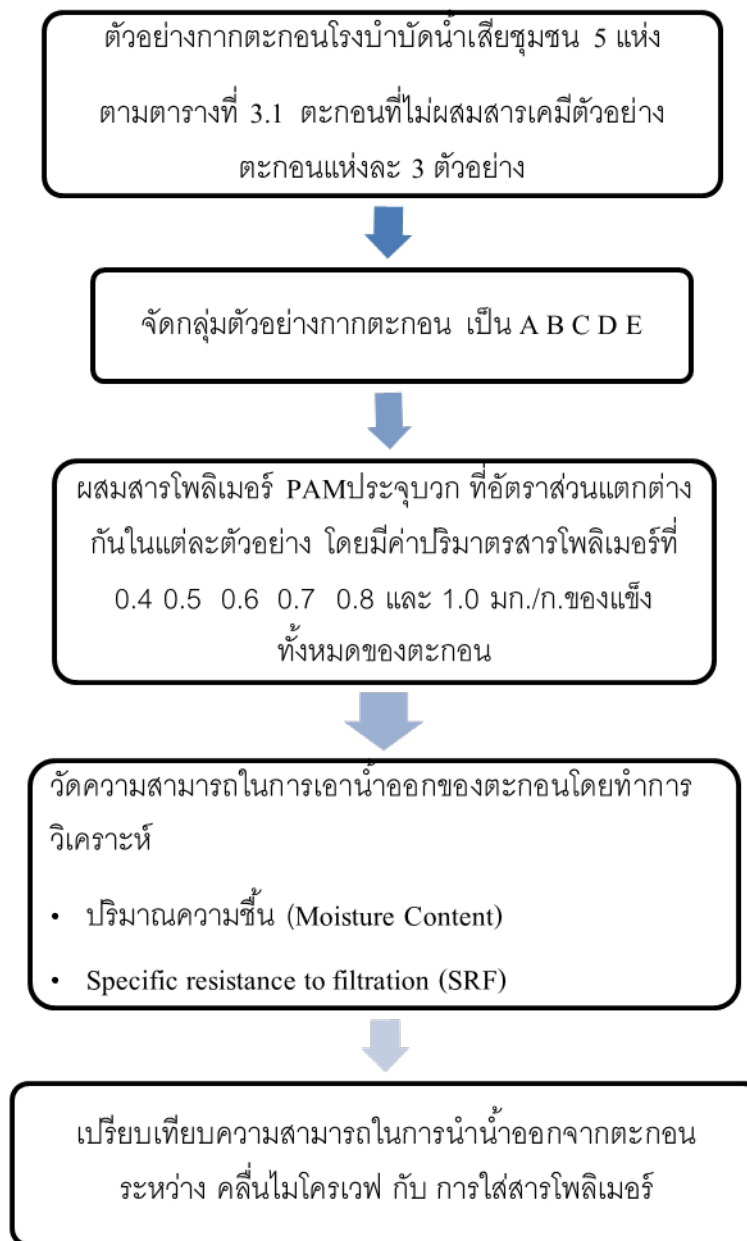 ตัวอย่างกากตะกอนโรงบำบัดน้ำเสียชุมชน 5 แห่ง
ตามตารางที่ 3.1 ตะกอนที่ไม่ผสมสารเคมีตัวอย่าง
ตะกอนแห่งละ 3 ตัวอย่าง
จัดกลุ่มตัวอย่างกากตะกอน เป็น A B C D E
ผสมสารโพลิเมอร์ PAMประจุบวก ที่อัตราส่วนแตกต่าง
กันในแต่ละตัวอย่าง โดยมีค่าปริมาตรสารโพลิเมอร์ที่
0.4 0.5 0.6 0.7 0.8 และ 1.0 มก./ก.ของแข็ง
ทั้งหมดของตะกอน
วัดความสามารถในการเอาน้ำออกของตะกอนโดยทำการ
วิเคราะห์
• ปริมาณความชื้น (Moisture Content)
• Specific resistance to filtration (SRF)
เปรียบเทียบความสามารถในการนำน้ำออกจากตะกอน
ระหว่าง คลื่นไมโครเวฟ กับ การใส่สารโพลิเมอร์